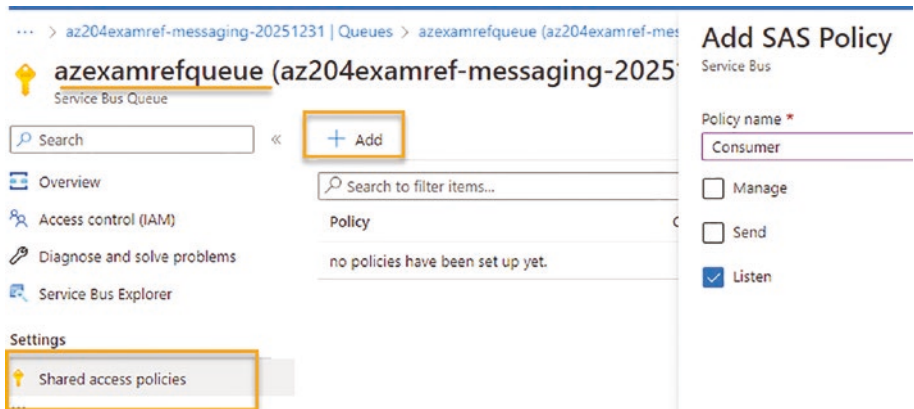 ··· > az204examref-messaging-20251231 | Queues > azexamrefqueue (az204examref-mes
azexamrefqueue (az204examref-messaging-2025
Service Bus Queue
Search
«
+ Add
Overview
Access control (IAM)
Diagnose and solve problems
Service Bus Explorer
Settings
Shared access policies
Search to filter items...
Policy
no policies have been set up yet.
Add SAS Policy
Service Bus
Policy name *
Consumer
Manage
Send
Listen